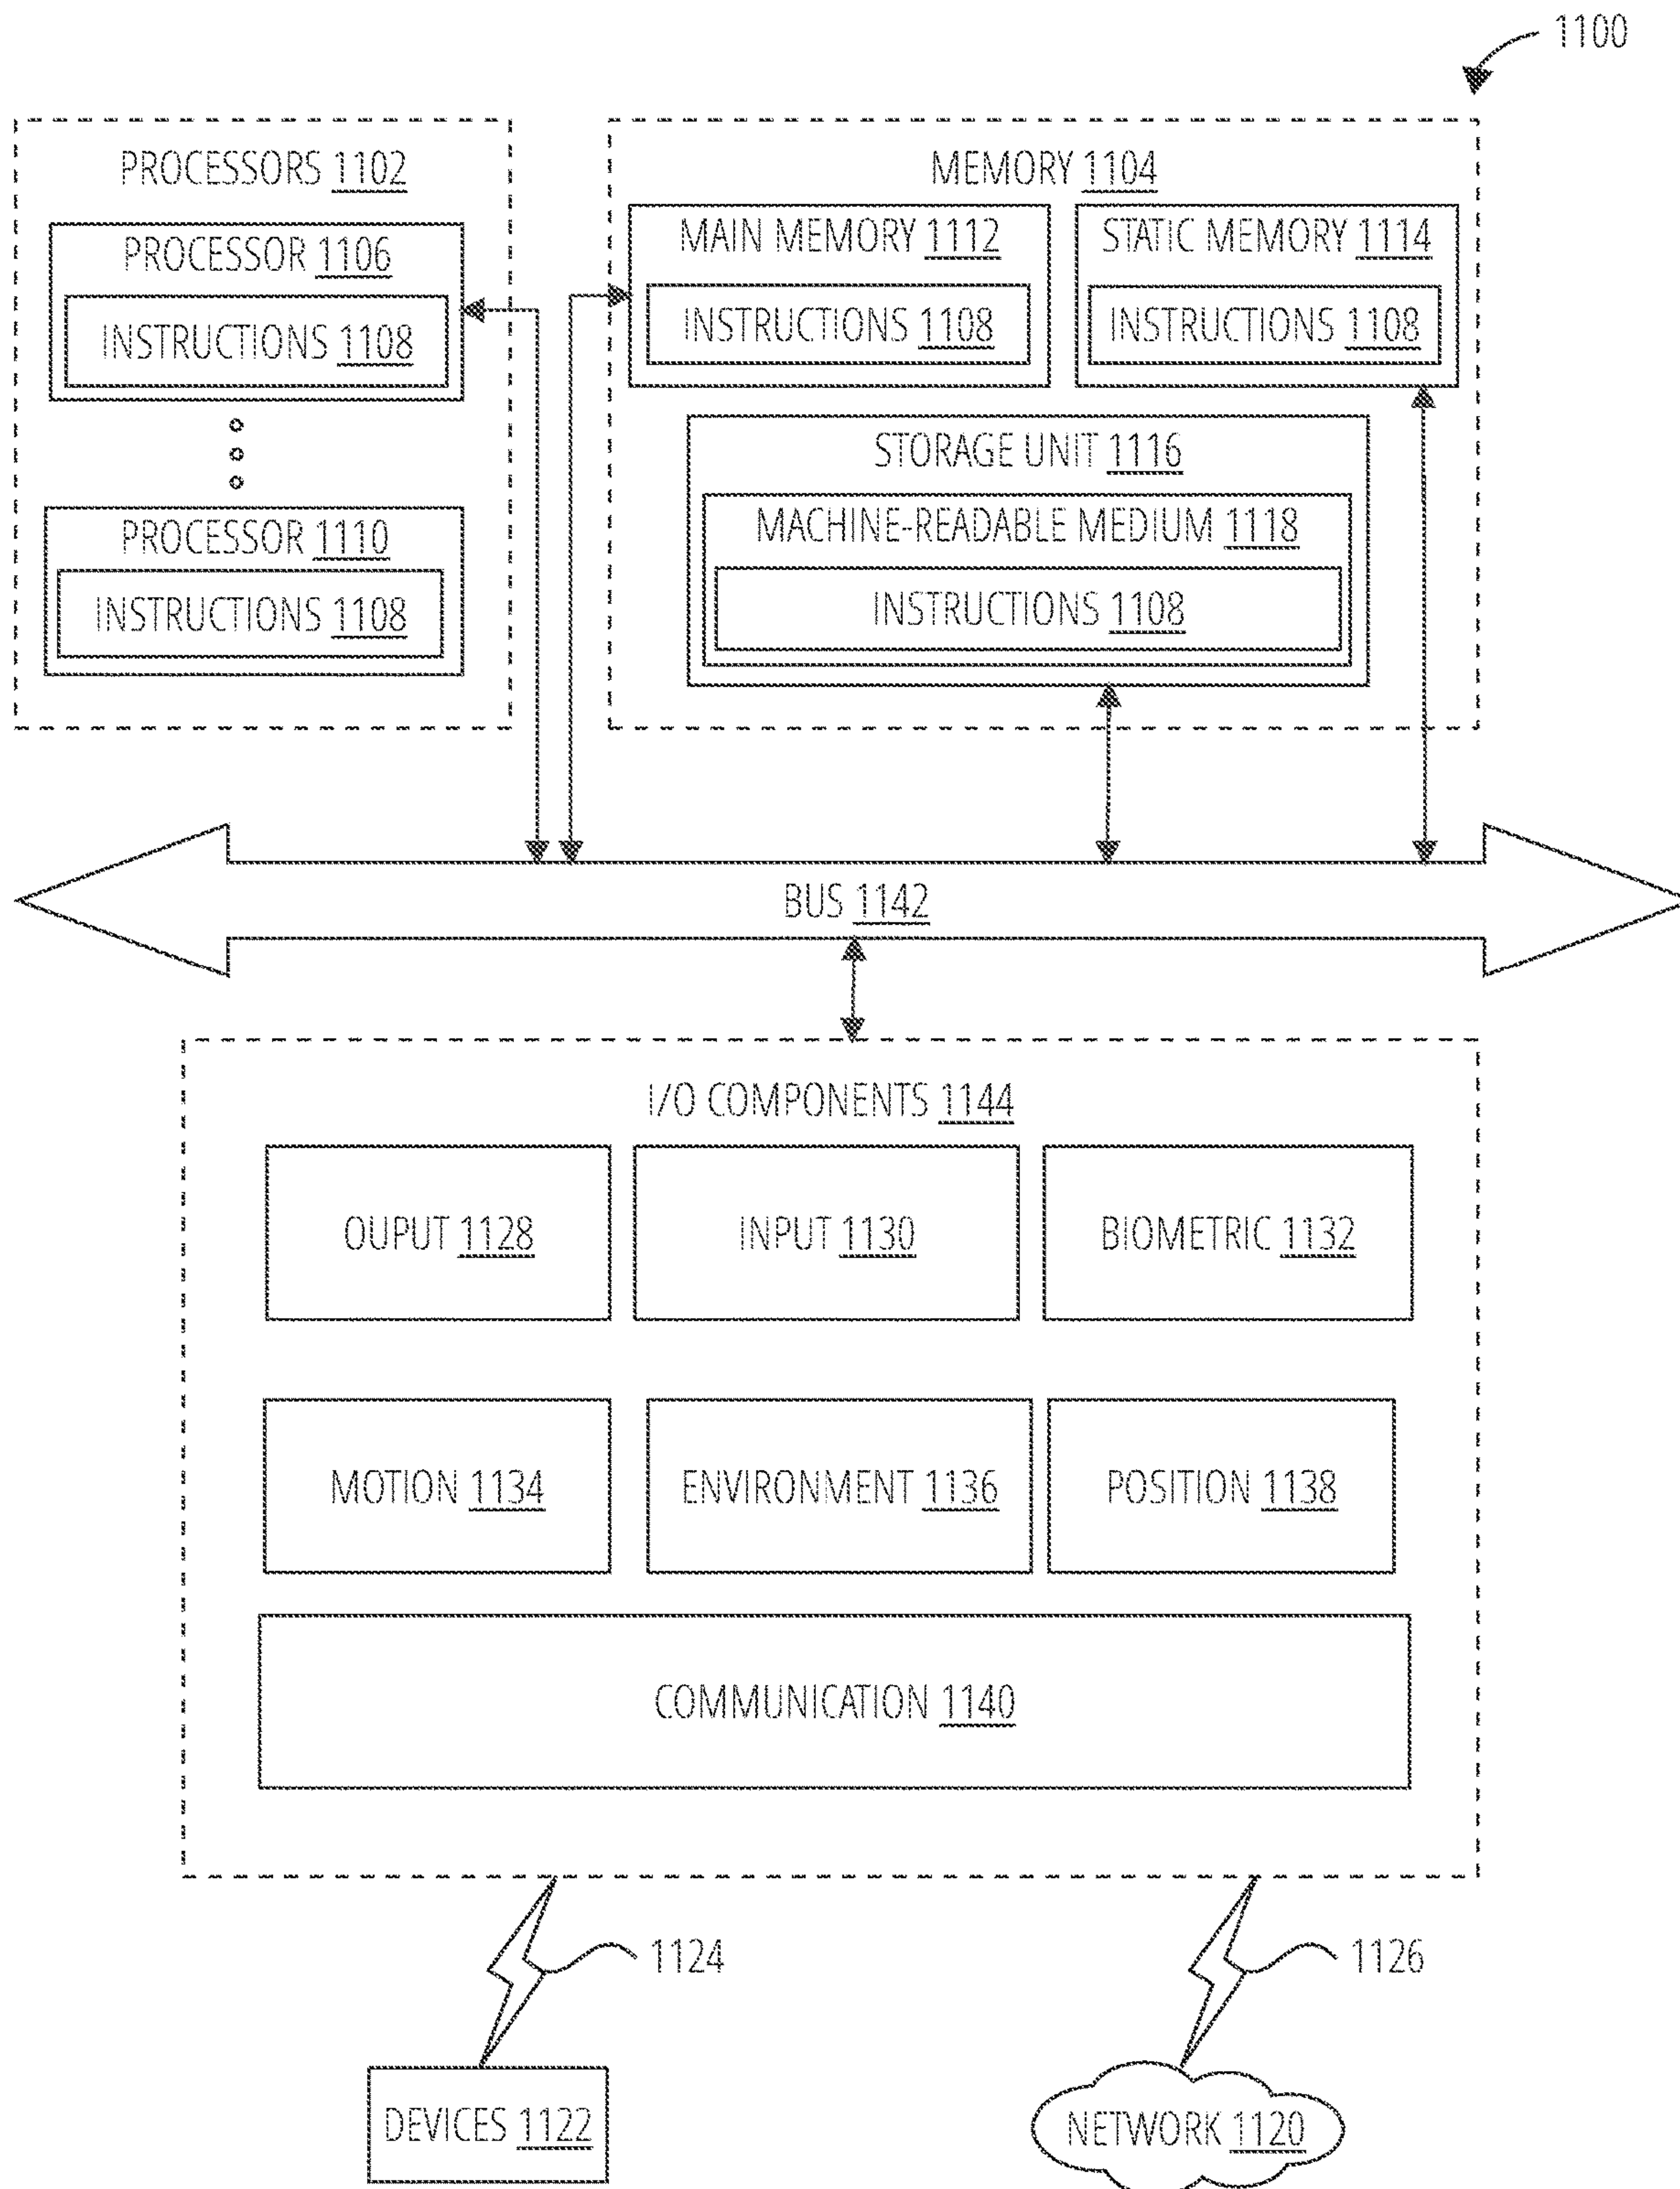 1100
PROCESSORS 1102
PROCESSOR 1106
INSTRUCTIONS 1108
PROCESSOR 1110
INSTRUCTIONS 1108
MEMORY 1104
MAIN MEMORY 1112
INSTRUCTIONS 1108
STATIC MEMORY 1114
INSTRUCTIONS 1108
STORAGE UNIT 1116
MACHINE-READABLE MEDIUM 1118
INSTRUCTIONS 1108
BUS 1142
I/O COMPONENTS 1144
OUPUT 1128
INPUT 1130
BIOMETRIC 1132
MOTION 1134
ENVIRONMENT 1136
POSITION 1138
COMMUNICATION 1140
1124
1126
DEVICES 1122
NETWORK 1120